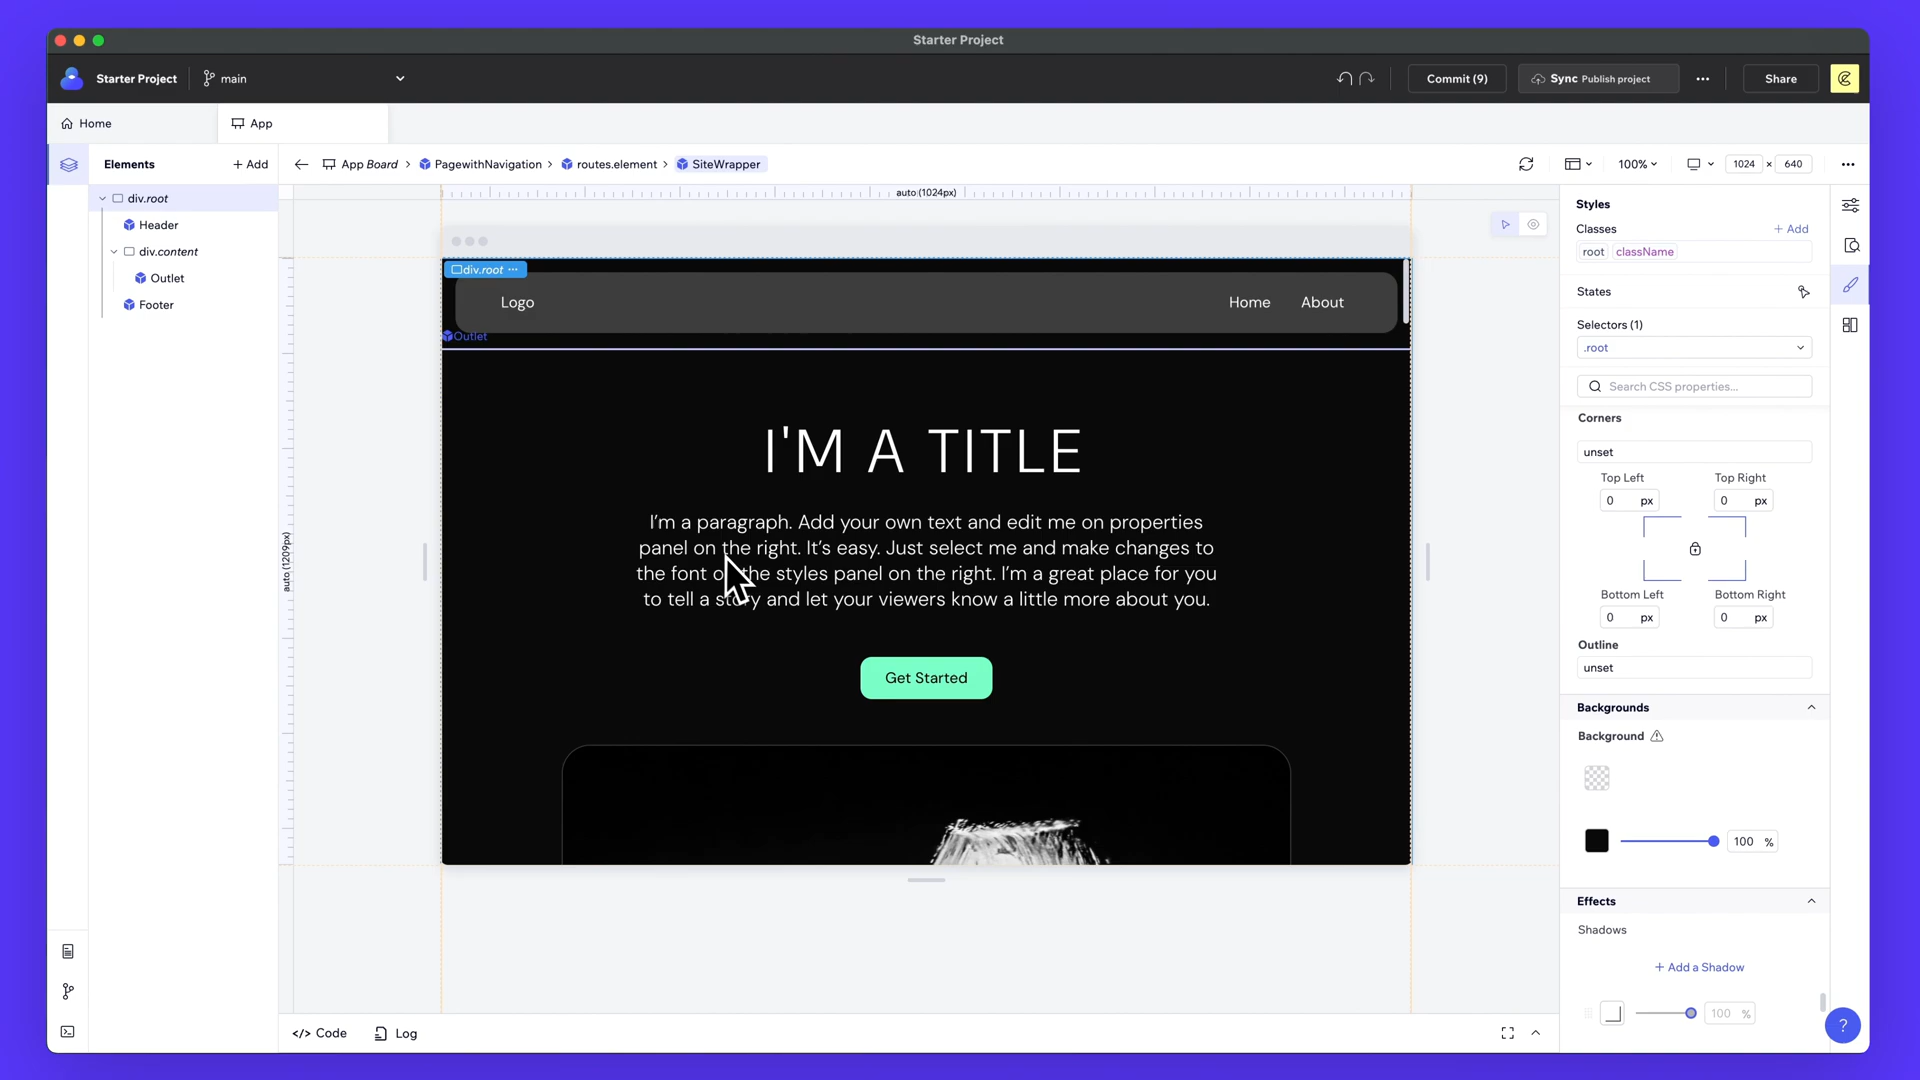 Starter Project
Starter Project
main
Commit (9)
Sync Publish project
Share
Home
App
Elements
+ Add
App Board
PagewithNavigation
routes.element
SiteWrapper
100%
1024 × 640
div.root
Header
div.content
Outlet
Footer
auto (1024px)
auto (1209px)
div.root
Logo
Home
About
Outlet
I'M A TITLE
I'm a paragraph. Add your own text and edit me on properties
panel on the right. It's easy. Just select me and make changes to
the font the styles panel on the right. I'm a great place for you
to tell a story and let your viewers know a little more about you.
Get Started
Styles
Classes
+ Add
root className
States
Selectors (1)
.root
Search CSS properties...
Corners
unset
Top Left
Top Right
0 px
0 px
Bottom Left
Bottom Right
0 px
0 px
Outline
unset
Backgrounds
Background
100 %
Effects
Shadows
+ Add a Shadow
100 %
</> Code
Log
?